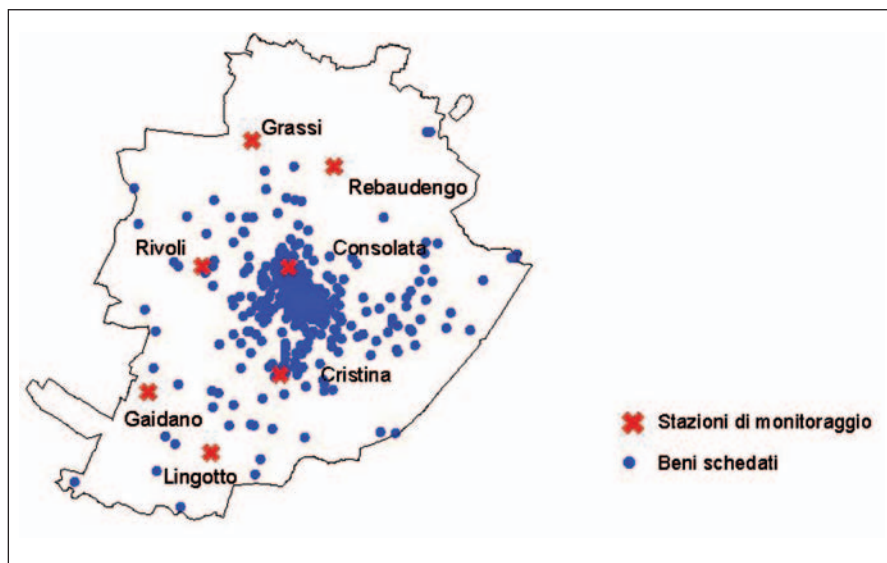 Grassi
Rebaudengo
Rivoli
Consolata
Cristina
Gaidano
Lingotto
Stazioni di monitoraggio
Beni schedati